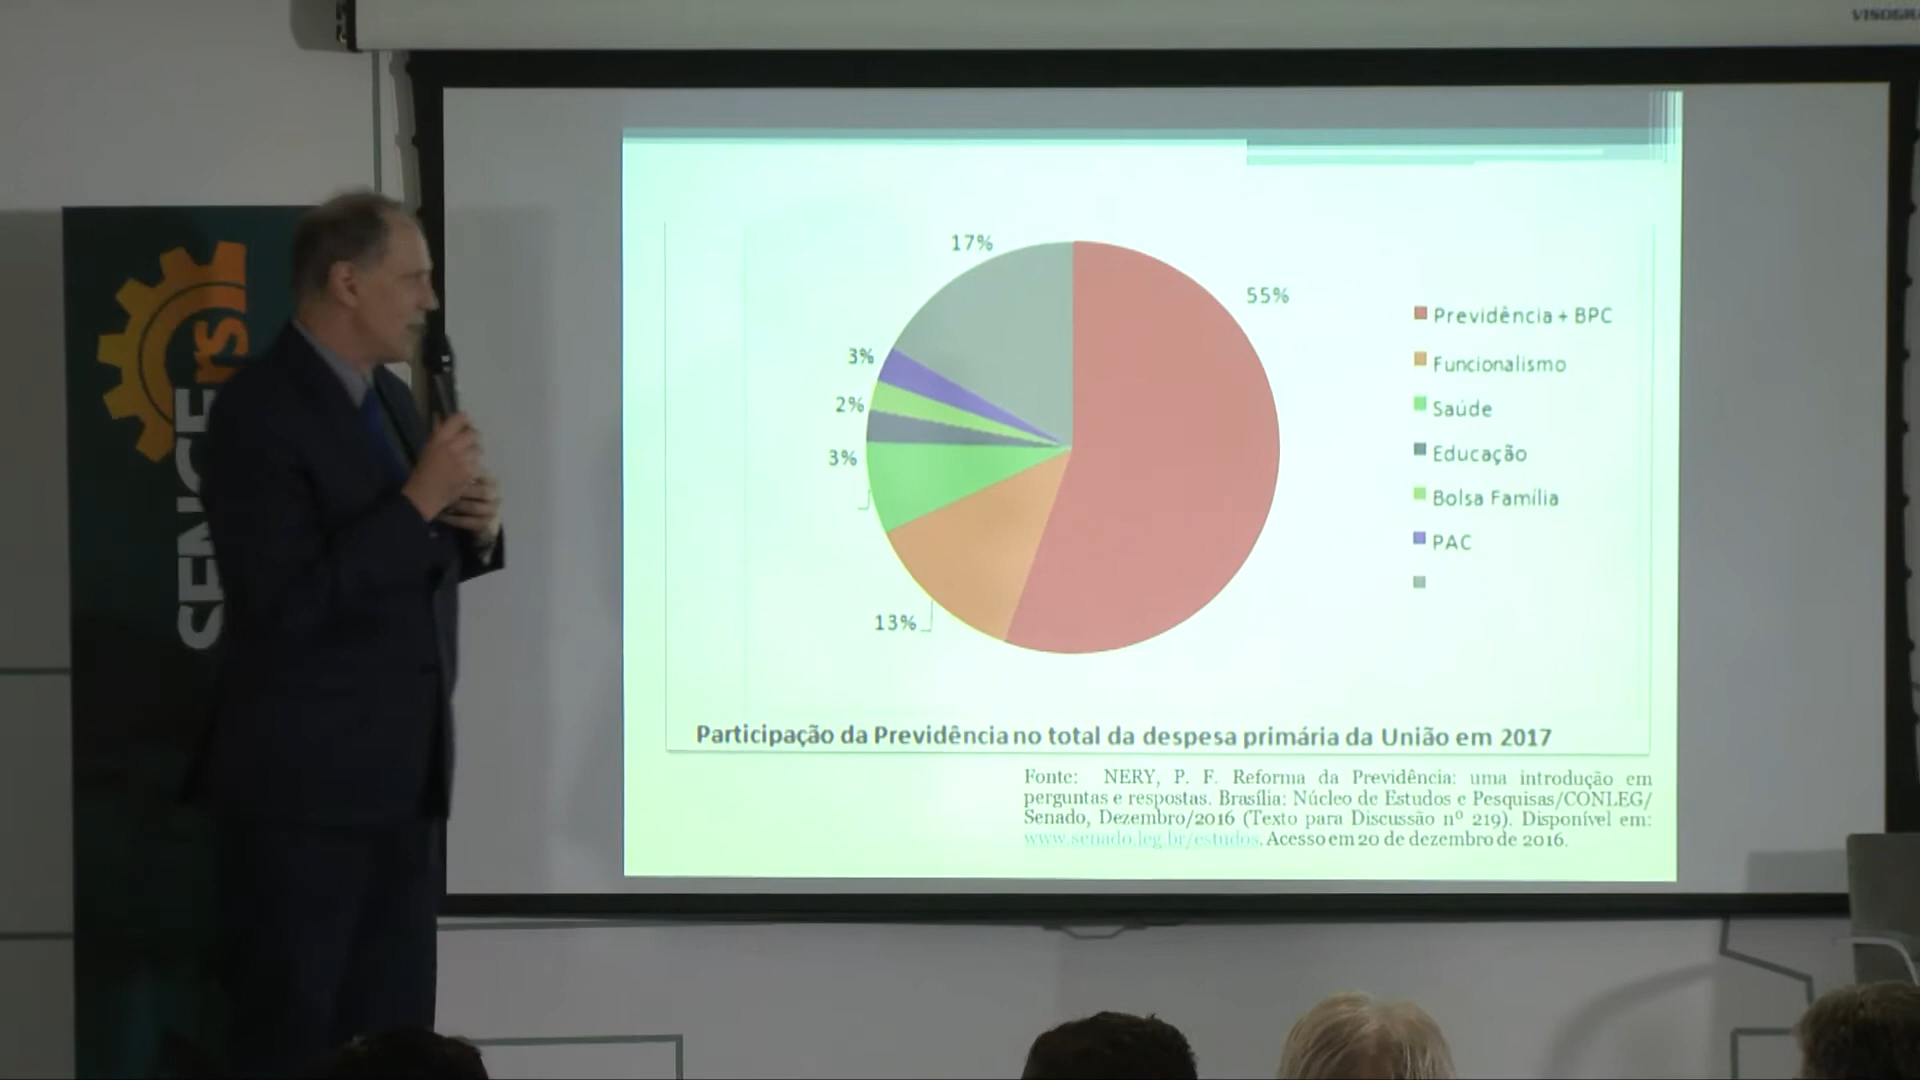 SENGE rs
17%
55%
3%
2%
3%
13%
Previdência + BPC
Funcionalismo
Saúde
Educação
Bolsa Família
PAC
Participação da Previdência no total da despesa primária da União em 2017
Fonte: NERY, P. F. Reforma da Previdência: uma introdução em
perguntas e respostas. Brasília: Núcleo de Estudos e Pesquisas/CONLEG/
Senado, Dezembro/2016 (Texto para Discussão nº 219). Disponível em:
www.senado.leg.br/estudos. Acesso em 20 de dezembro de 2016.